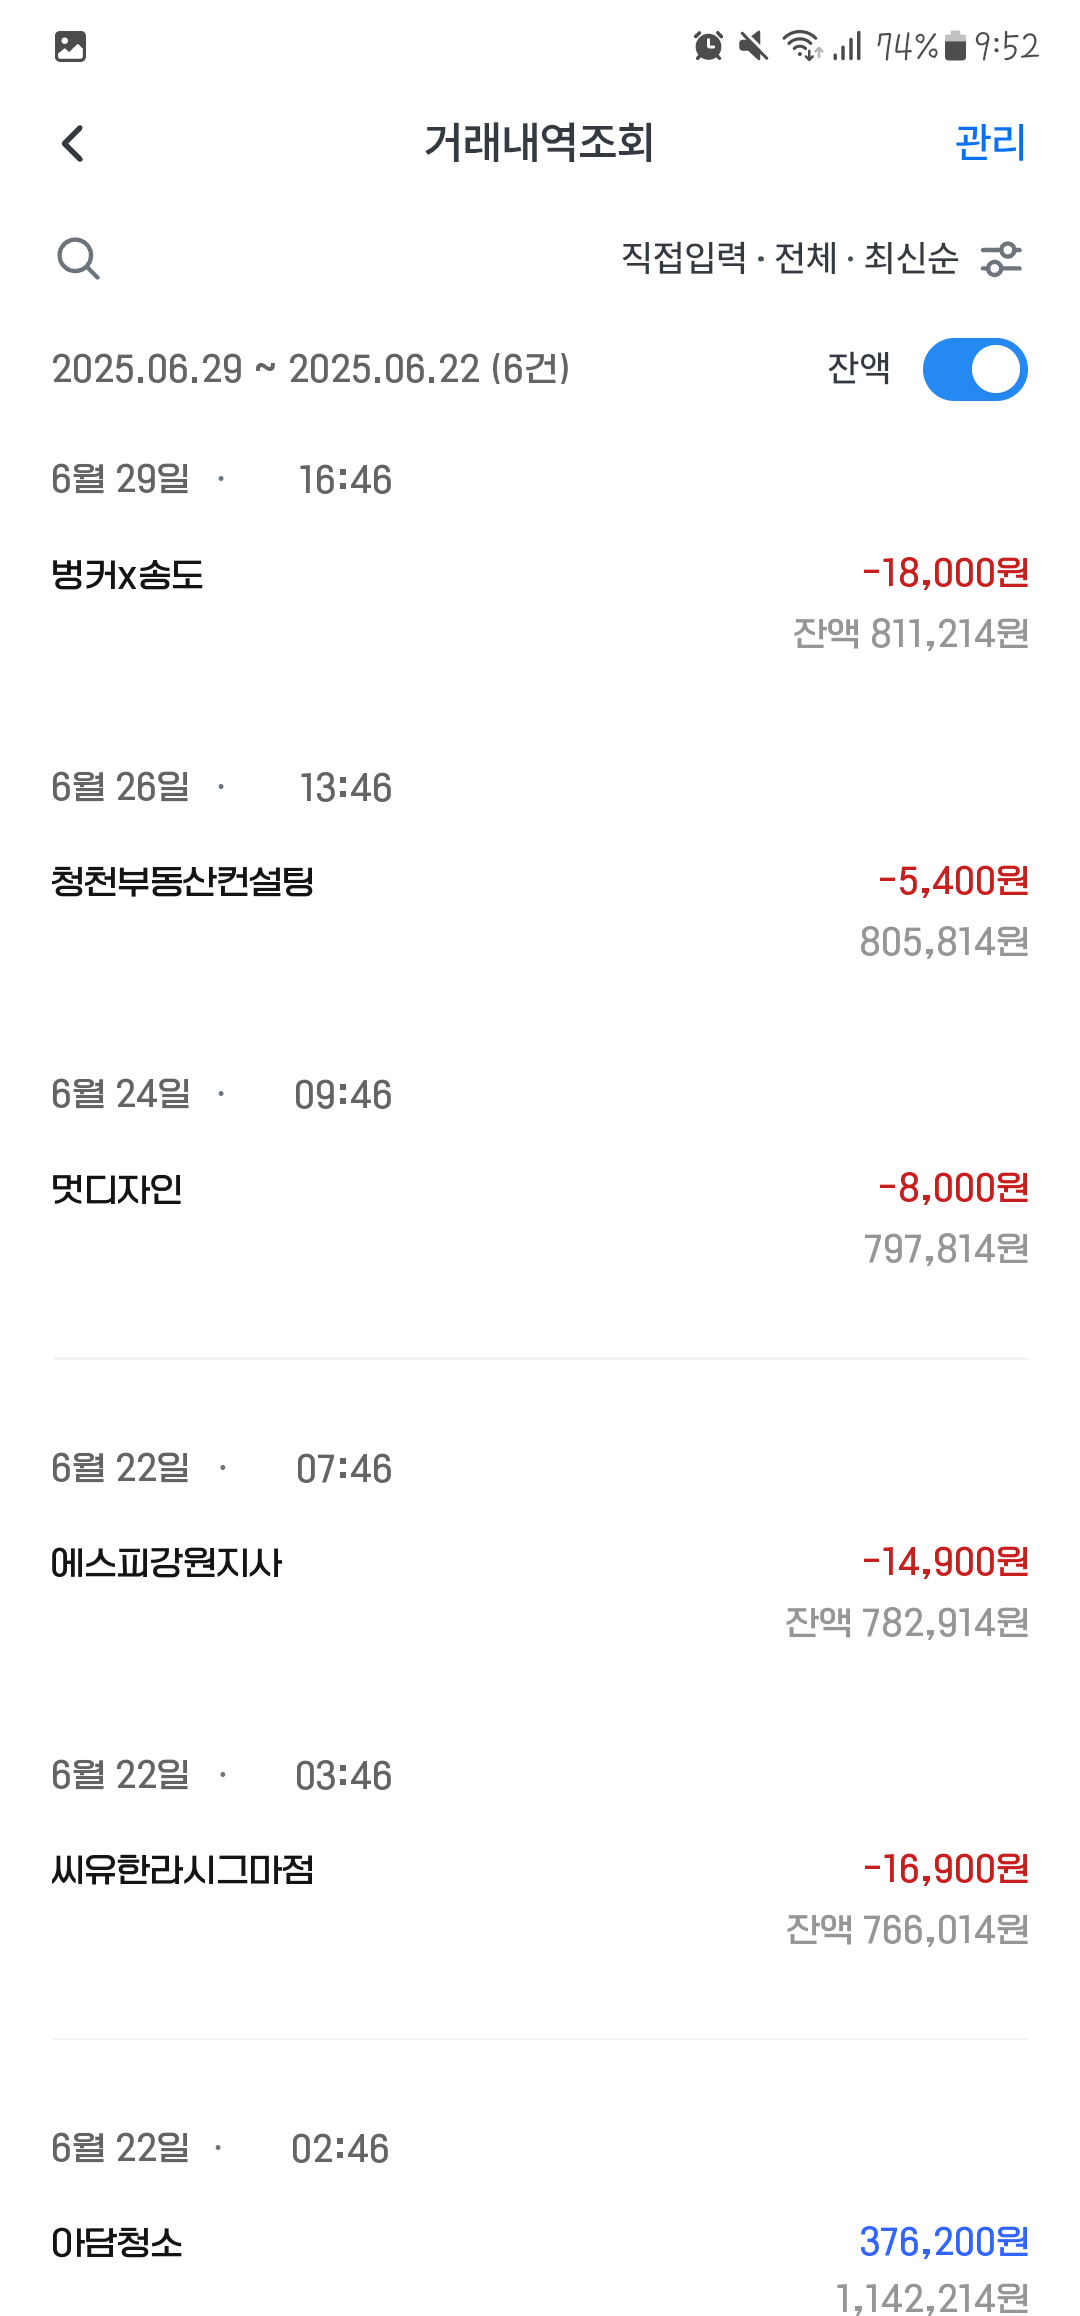 74% 9:52
거래내역조회 관리
직접입력 · 전체 · 최신순
2025.06.29 ~ 2025.06.22 (6건) 잔액
6월 29일 · 16:46
벙커x송도 -18,000원
잔액 811,214원
6월 26일 · 13:46
청천부동산컨설팅 -5,400원
805,814원
6월 24일 · 09:46
멋디자인 -8,000원
797,814원
6월 22일 · 07:46
에스피강원지사 -14,900원
잔액 782,914원
6월 22일 · 03:46
씨유한라시그마점 -16,900원
잔액 766,014원
6월 22일 · 02:46
아담청소 376,200원
1,142,214원